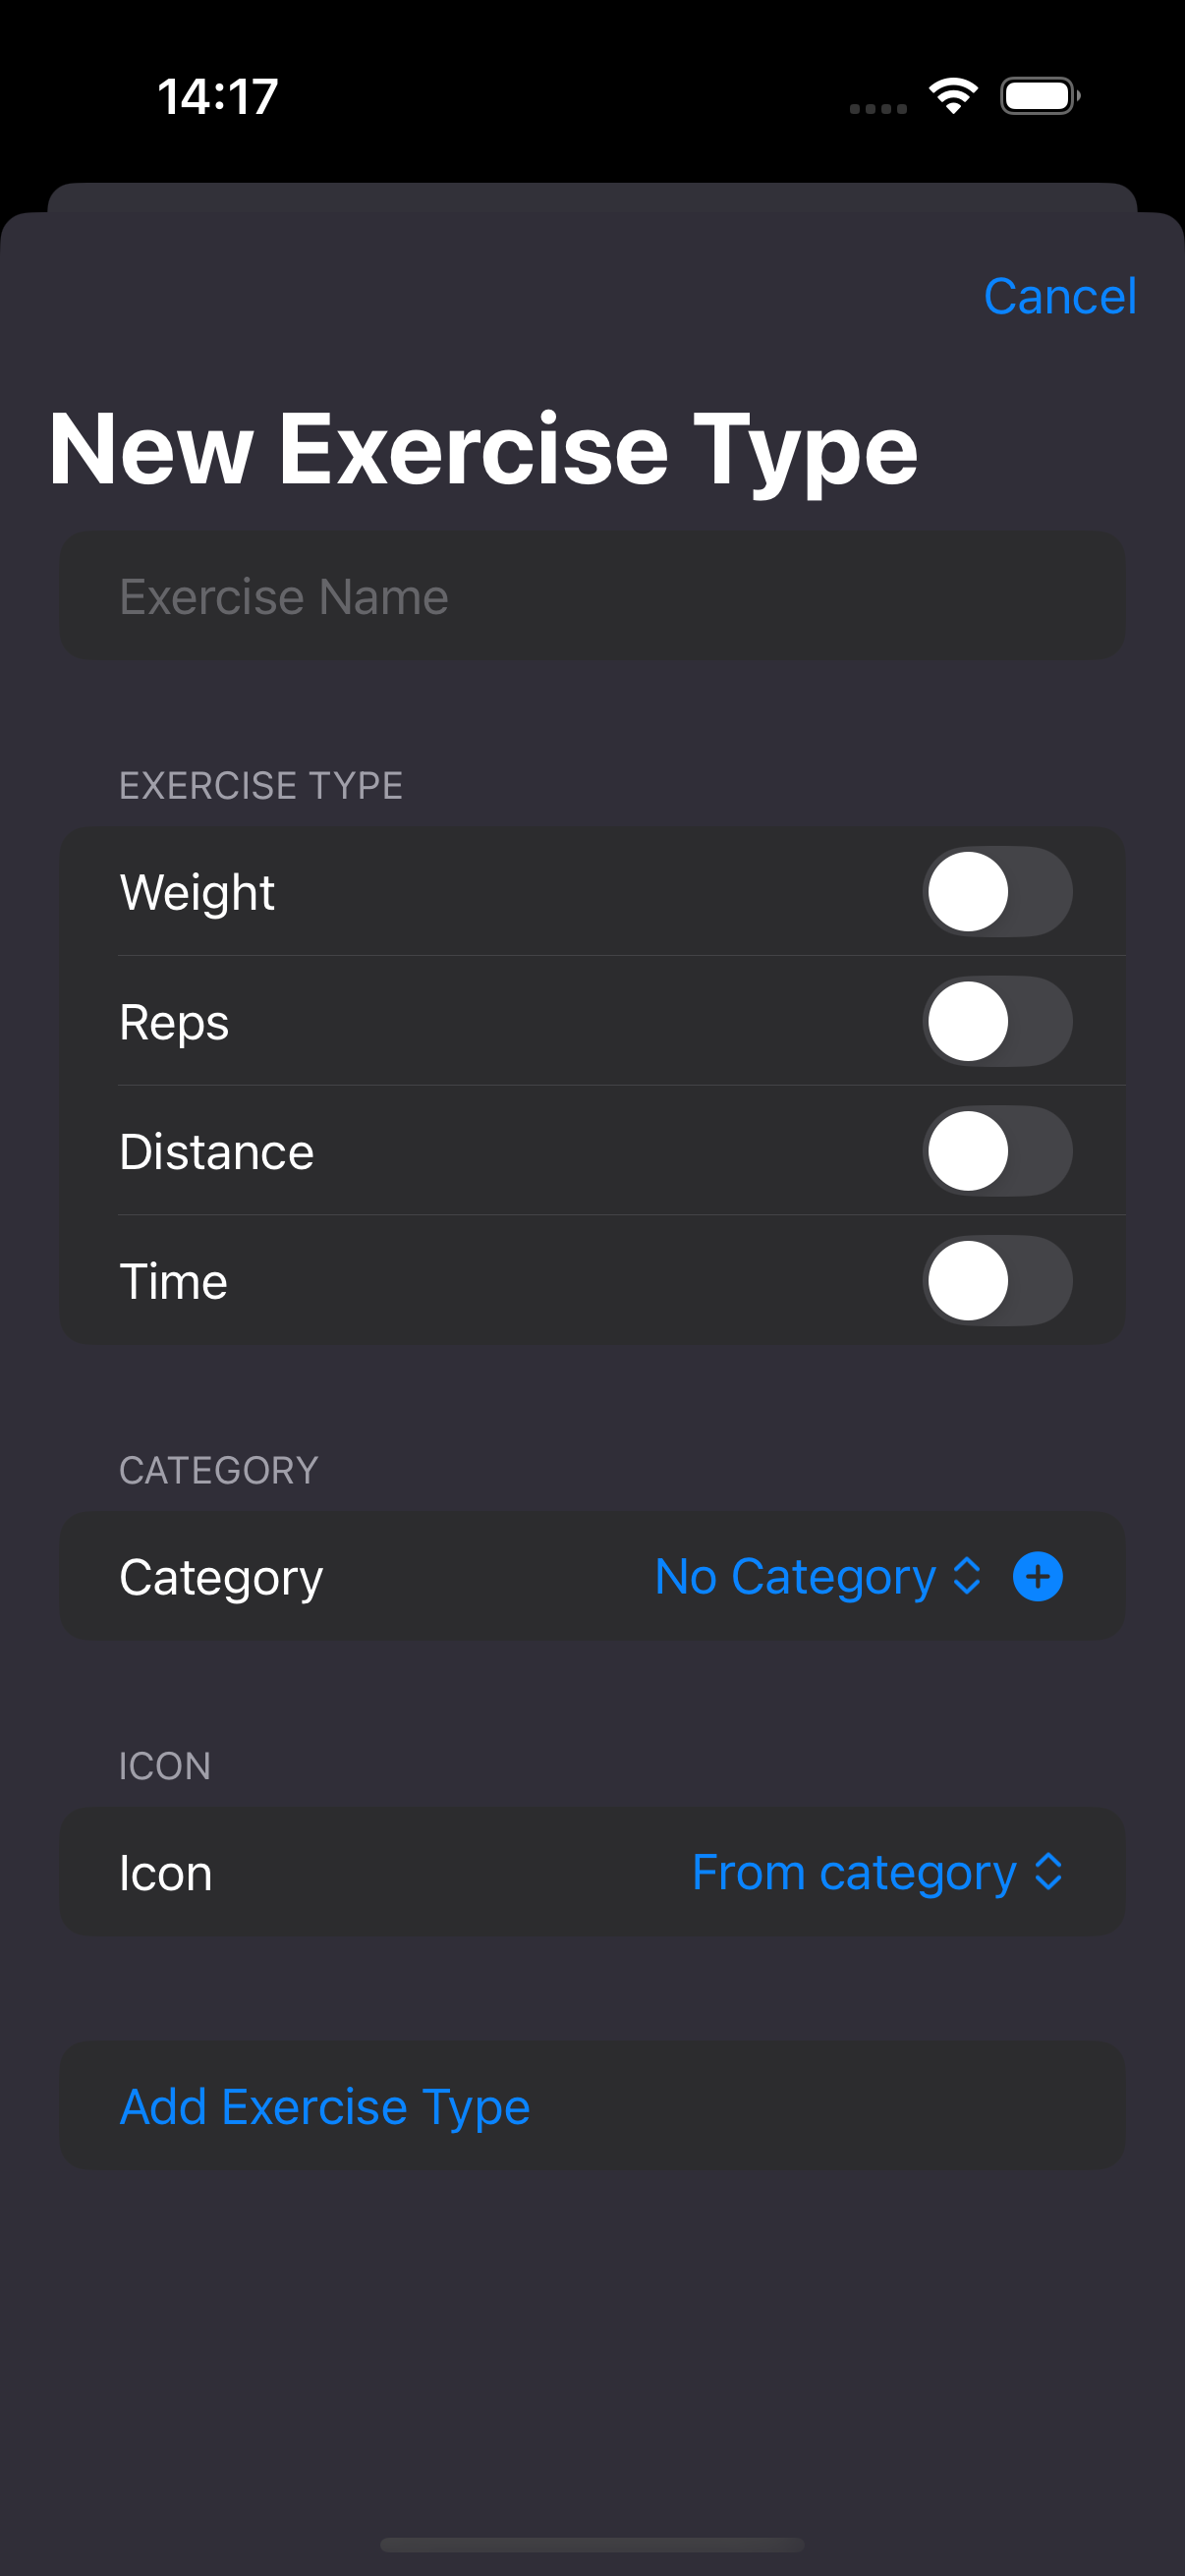 14:17
Cancel
New Exercise Type
Exercise Name
EXERCISE TYPE
Weight
Reps
Distance
Time
CATEGORY
Category No Category
ICON
Icon From category
Add Exercise Type